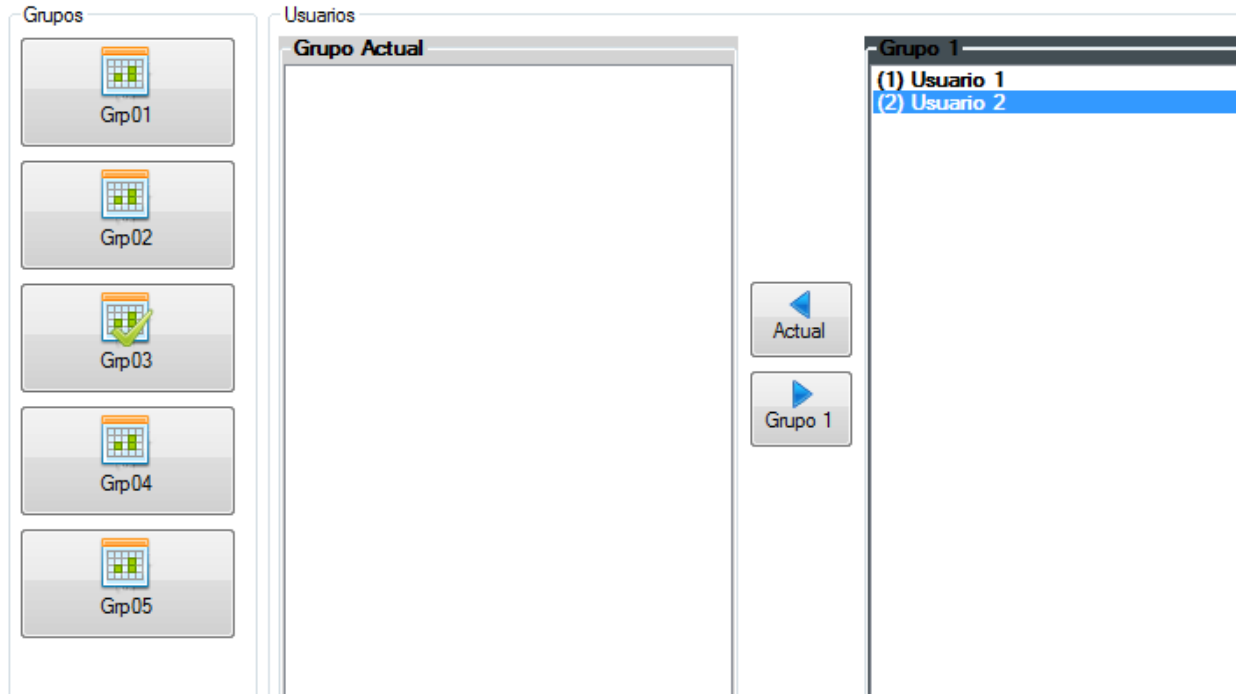 Grupos
Grp01
Grp02
Grp03
Grp04
Grp05
Usuarios
Grupo Actual
Actual
Grupo 1
Grupo 1
(1) Usuario 1
(2) Usuario 2